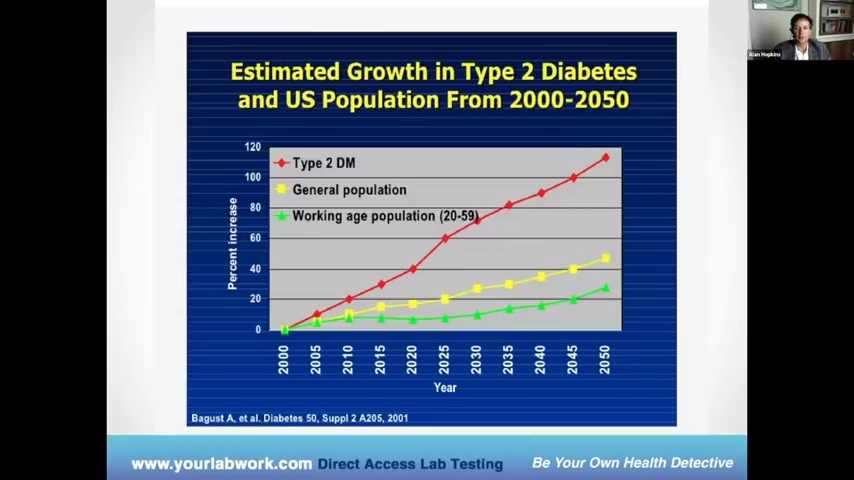 Alan Hopkins
Estimated Growth in Type 2 Diabetes
and US Population From 2000-2050
120
100
80
60
40
20
0
Percent increase
Type 2 DM
General population
Working age population (20-59)
2000 2005 2010 2015 2020 2025 2030 2035 2040 2045 2050
Year
Bagust A, et al. Diabetes 50, Suppl 2 A205, 2001
www.yourlabwork.com Direct Access Lab Testing Be Your Own Health Detective